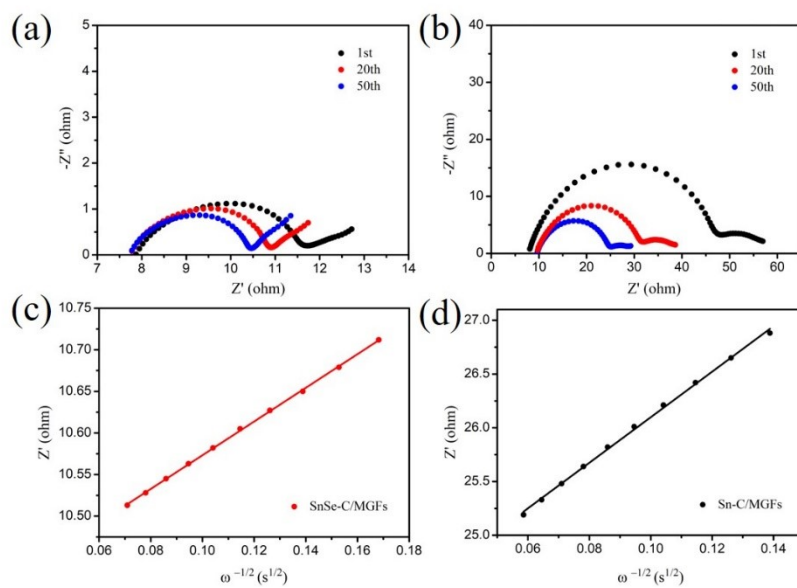 (a)
5
4
3
2
1
0
-Z" (ohm)
1st
20th
50th
7 8 9 10 11 12 13 14
Z' (ohm)
(b)
40
30
20
10
0
-Z" (ohm)
1st
20th
50th
0 10 20 30 40 50 60 70
Z' (ohm)
(c)
10.75
10.70
10.65
10.60
10.55
10.50
Z' (ohm)
SnSe-C/MGFs
0.06 0.08 0.10 0.12 0.14 0.16 0.18
ω -1/2 (s1/2)
(d)
27.0
26.5
26.0
25.5
25.0
Z' (ohm)
Sn-C/MGFs
0.06 0.08 0.10 0.12 0.14
ω -1/2 (s1/2)